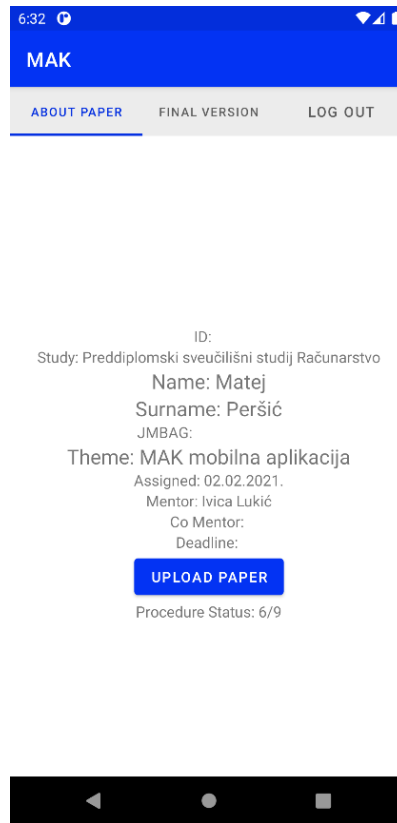 6:32
MAK
ABOUT PAPER FINAL VERSION LOG OUT
ID:
Study: Preddiplomski sveučilišni studij Računarstvo
Name: Matej
Surname: Peršić
JMBAG:
Theme: MAK mobilna aplikacija
Assigned: 02.02.2021.
Mentor: Ivica Lukić
Co Mentor:
Deadline:
UPLOAD PAPER
Procedure Status: 6/9